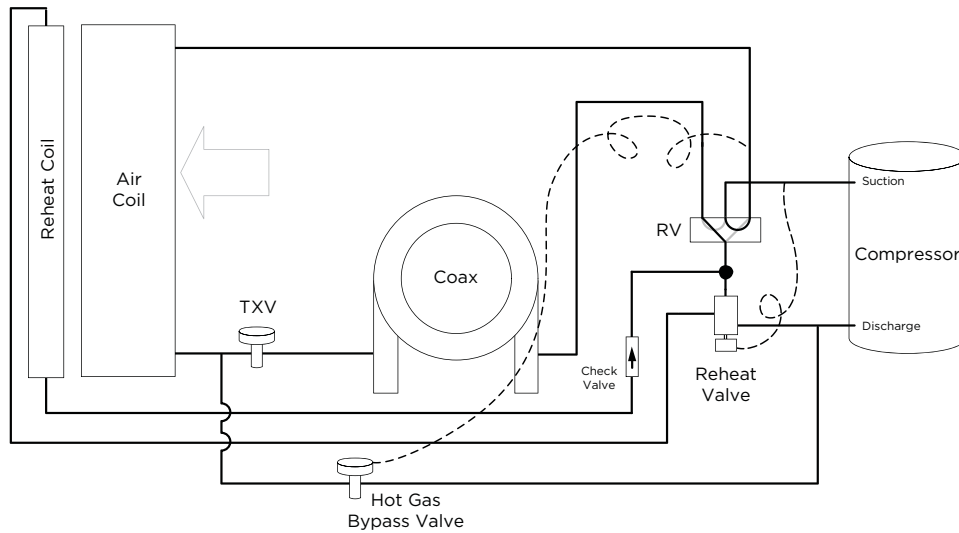 Reheat Coil
Air
Coil
TXV
Coax
RV
Suction
Compressor
Discharge
Check
Valve
Reheat
Valve
Hot Gas
Bypass Valve